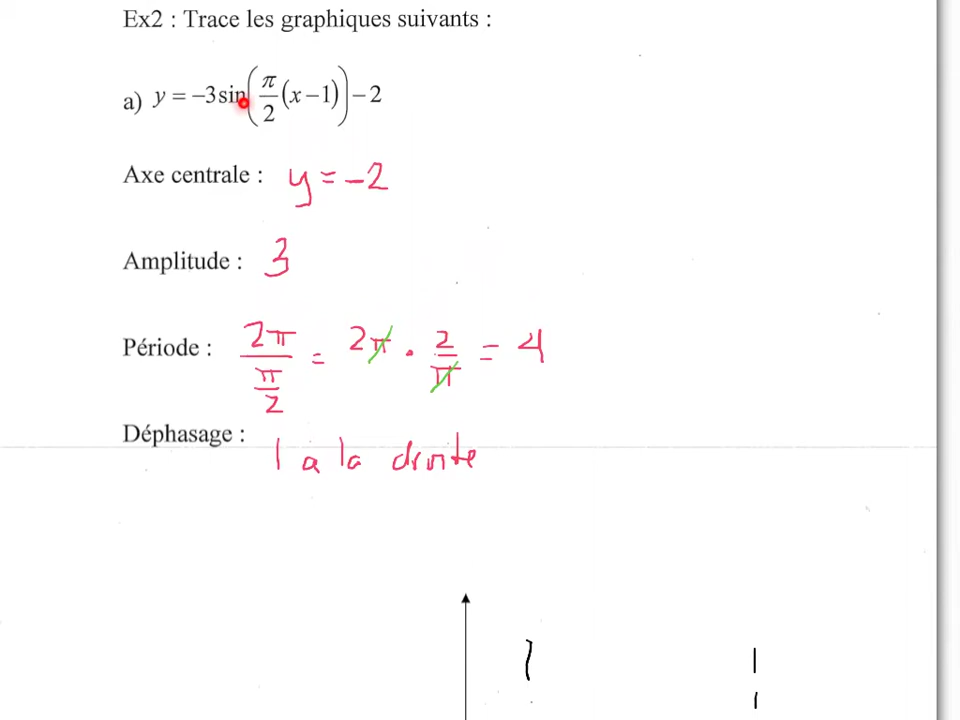 Ex2 : Trace les graphiques suivants :
a) y = −3sin(π/2(x−1))−2
Axe centrale : y = −2
Amplitude : 3
Période : 2π/(π/2) = 2π · 2/π = 4
Déphasage : 1 a la droite